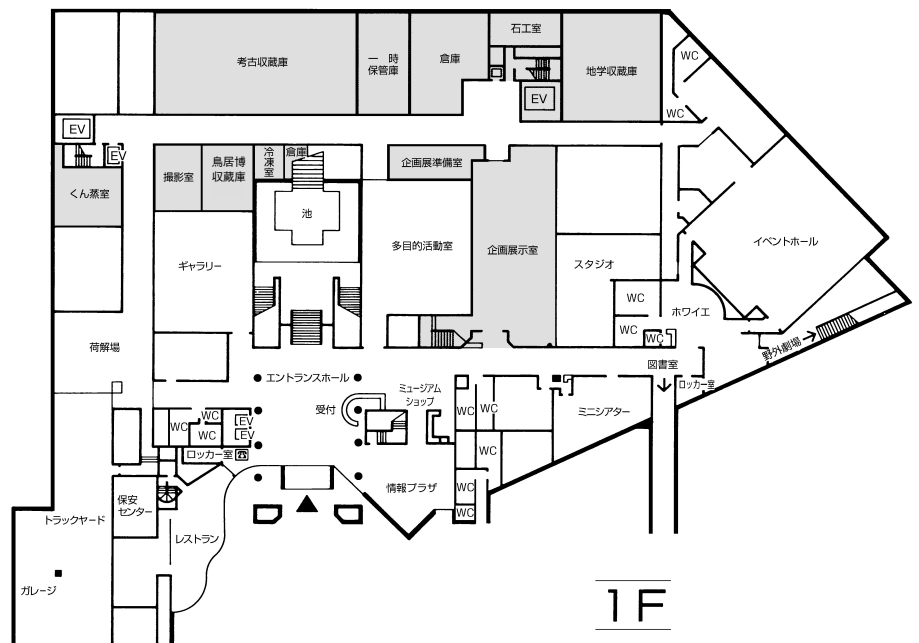 石工室
考古収蔵庫
一　時
保管庫
倉庫
地学収蔵庫
WC
EV
WC
EV
EV
くん蒸室
撮影室
鳥居博
収蔵庫
冷凍室
倉庫
企画展準備室
池
ギャラリー
多目的活動室
企画展示室
スタジオ
イベントホール
WC
ホワイエ
WC
WC
荷解場
野外劇場→
図書室
↓
ロッカー室
エントランスホール
ミュージアム
ショップ
受付
ミニシアター
WC
WC
WC
WC
WC
EV
EV
ロッカー室
WC
情報プラザ
WC
WC
保安
センター
トラックヤード
レストラン
ガレージ
1F